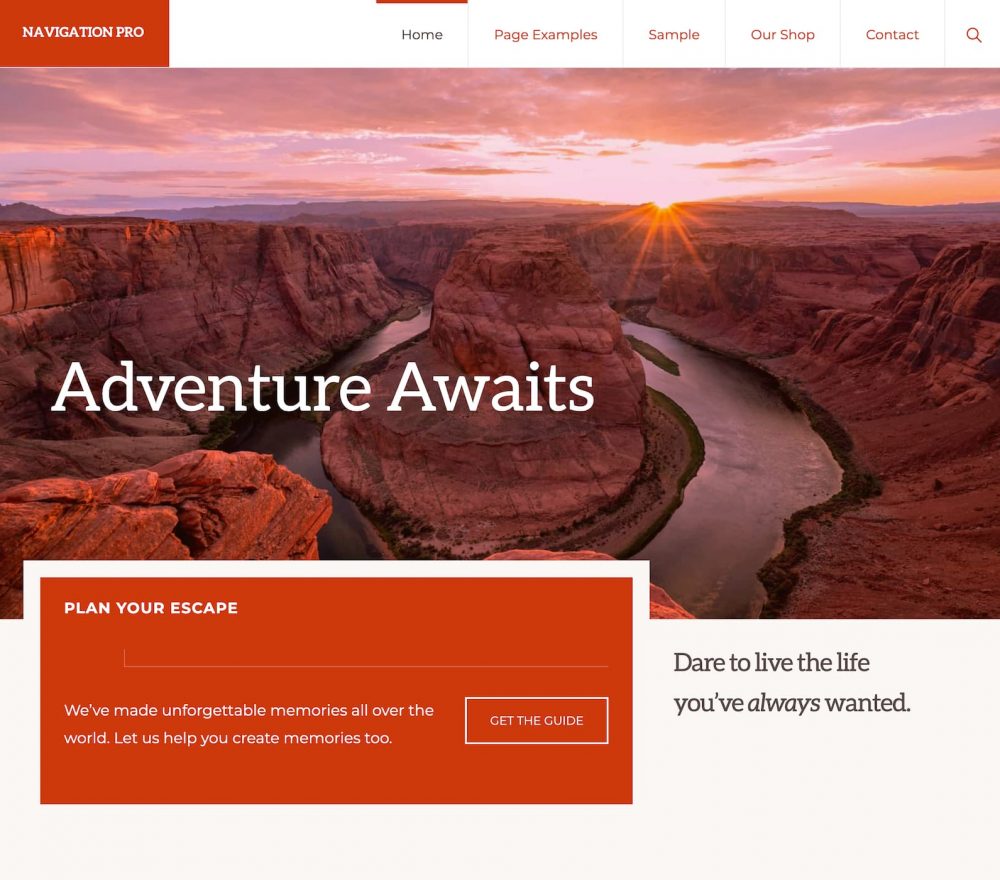 NAVIGATION PRO
Home
Page Examples
Sample
Our Shop
Contact
Adventure Awaits
PLAN YOUR ESCAPE
We’ve made unforgettable memories all over the
world. Let us help you create memories too.
GET THE GUIDE
Dare to live the life
you’ve always wanted.